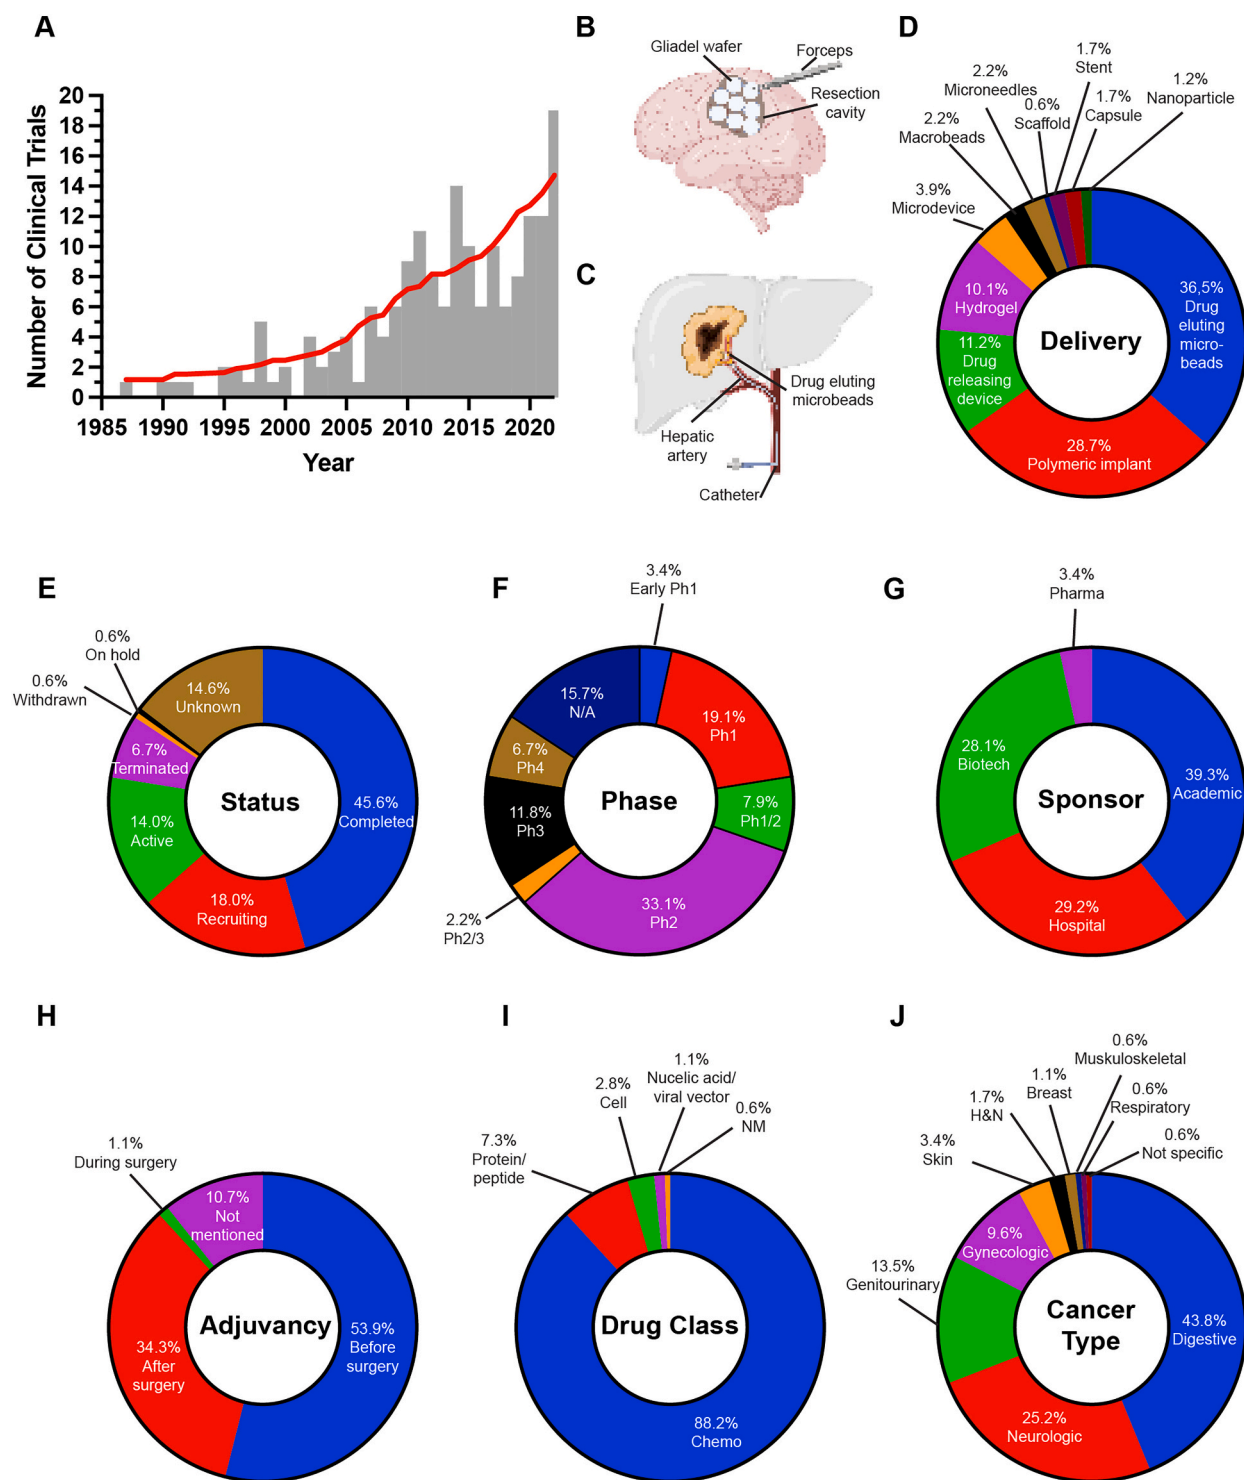 A
Number of Clinical Trials
20
18
16
14
12
10
8
6
4
2
0
1985 1990 1995 2000 2005 2010 2015 2020
Year
B
Gliadel wafer
Forceps
Resection
cavity
C
Drug eluting
microbeads
Hepatic
artery
Catheter
D
1.7%
Stent
2.2%
Microneedles
1.2%
Nanoparticle
0.6%
Scaffold
1.7%
Capsule
2.2%
Macrobeads
3.9%
Microdevice
10.1%
Hydrogel
11.2%
Drug
releasing
device
28.7%
Polymeric implant
36,5%
Drug
eluting
micro-
beads
Delivery
E
0.6%
On hold
0.6%
Withdrawn
14.6%
Unknown
6.7%
Terminated
14.0%
Active
18.0%
Recruiting
45.6%
Completed
Status
F
3.4%
Early Ph1
15.7%
N/A
19.1%
Ph1
6.7%
Ph4
7.9%
Ph1/2
11.8%
Ph3
33.1%
Ph2
2.2%
Ph2/3
Phase
G
3.4%
Pharma
28.1%
Biotech
39.3%
Academic
29.2%
Hospital
Sponsor
H
1.1%
During surgery
10.7%
Not
mentioned
34.3%
After
surgery
53.9%
Before
surgery
Adjuvancy
I
1.1%
Nucelic acid/
viral vector
2.8%
Cell
0.6%
NM
7.3%
Protein/
peptide
88.2%
Chemo
Drug Class
J
0.6%
Muskuloskeletal
1.1%
Breast
0.6%
Respiratory
1.7%
H&N
0.6%
Not specific
3.4%
Skin
9.6%
Gynecologic
13.5%
Genitourinary
43.8%
Digestive
25.2%
Neurologic
Cancer
Type